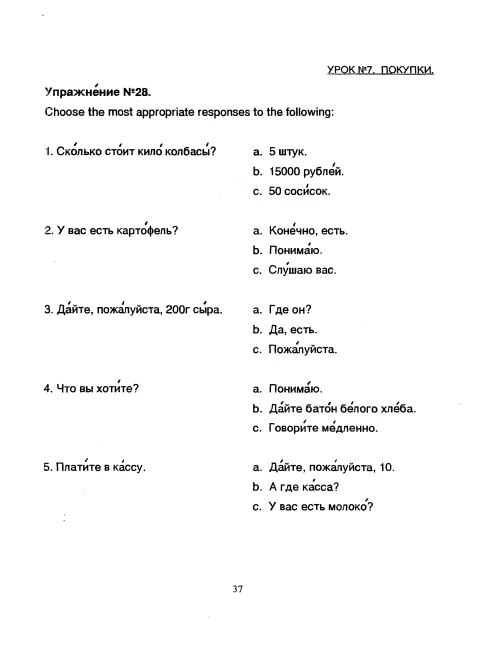 УРОК №7. ПОКУПКИ.
Упражне́ние №28.
Choose the most appropriate responses to the following:
1. Ско́лько сто́ит кило́ колбасы́?
a. 5 штук.
b. 15000 рубле́й.
c. 50 соси́сок.
2. У вас есть карто́фель?
a. Коне́чно, есть.
b. Понима́ю.
c. Слу́шаю вас.
3. Да́йте, пожа́луйста, 200г сы́ра.
a. Где он?
b. Да, есть.
c. Пожа́луйста.
4. Что вы хоти́те?
a. Понима́ю.
b. Да́йте бато́н бе́лого хле́ба.
c. Говори́те ме́дленно.
5. Плати́те в ка́ссу.
a. Да́йте, пожа́луйста, 10.
b. А где ка́сса?
c. У вас есть молоко́?
37